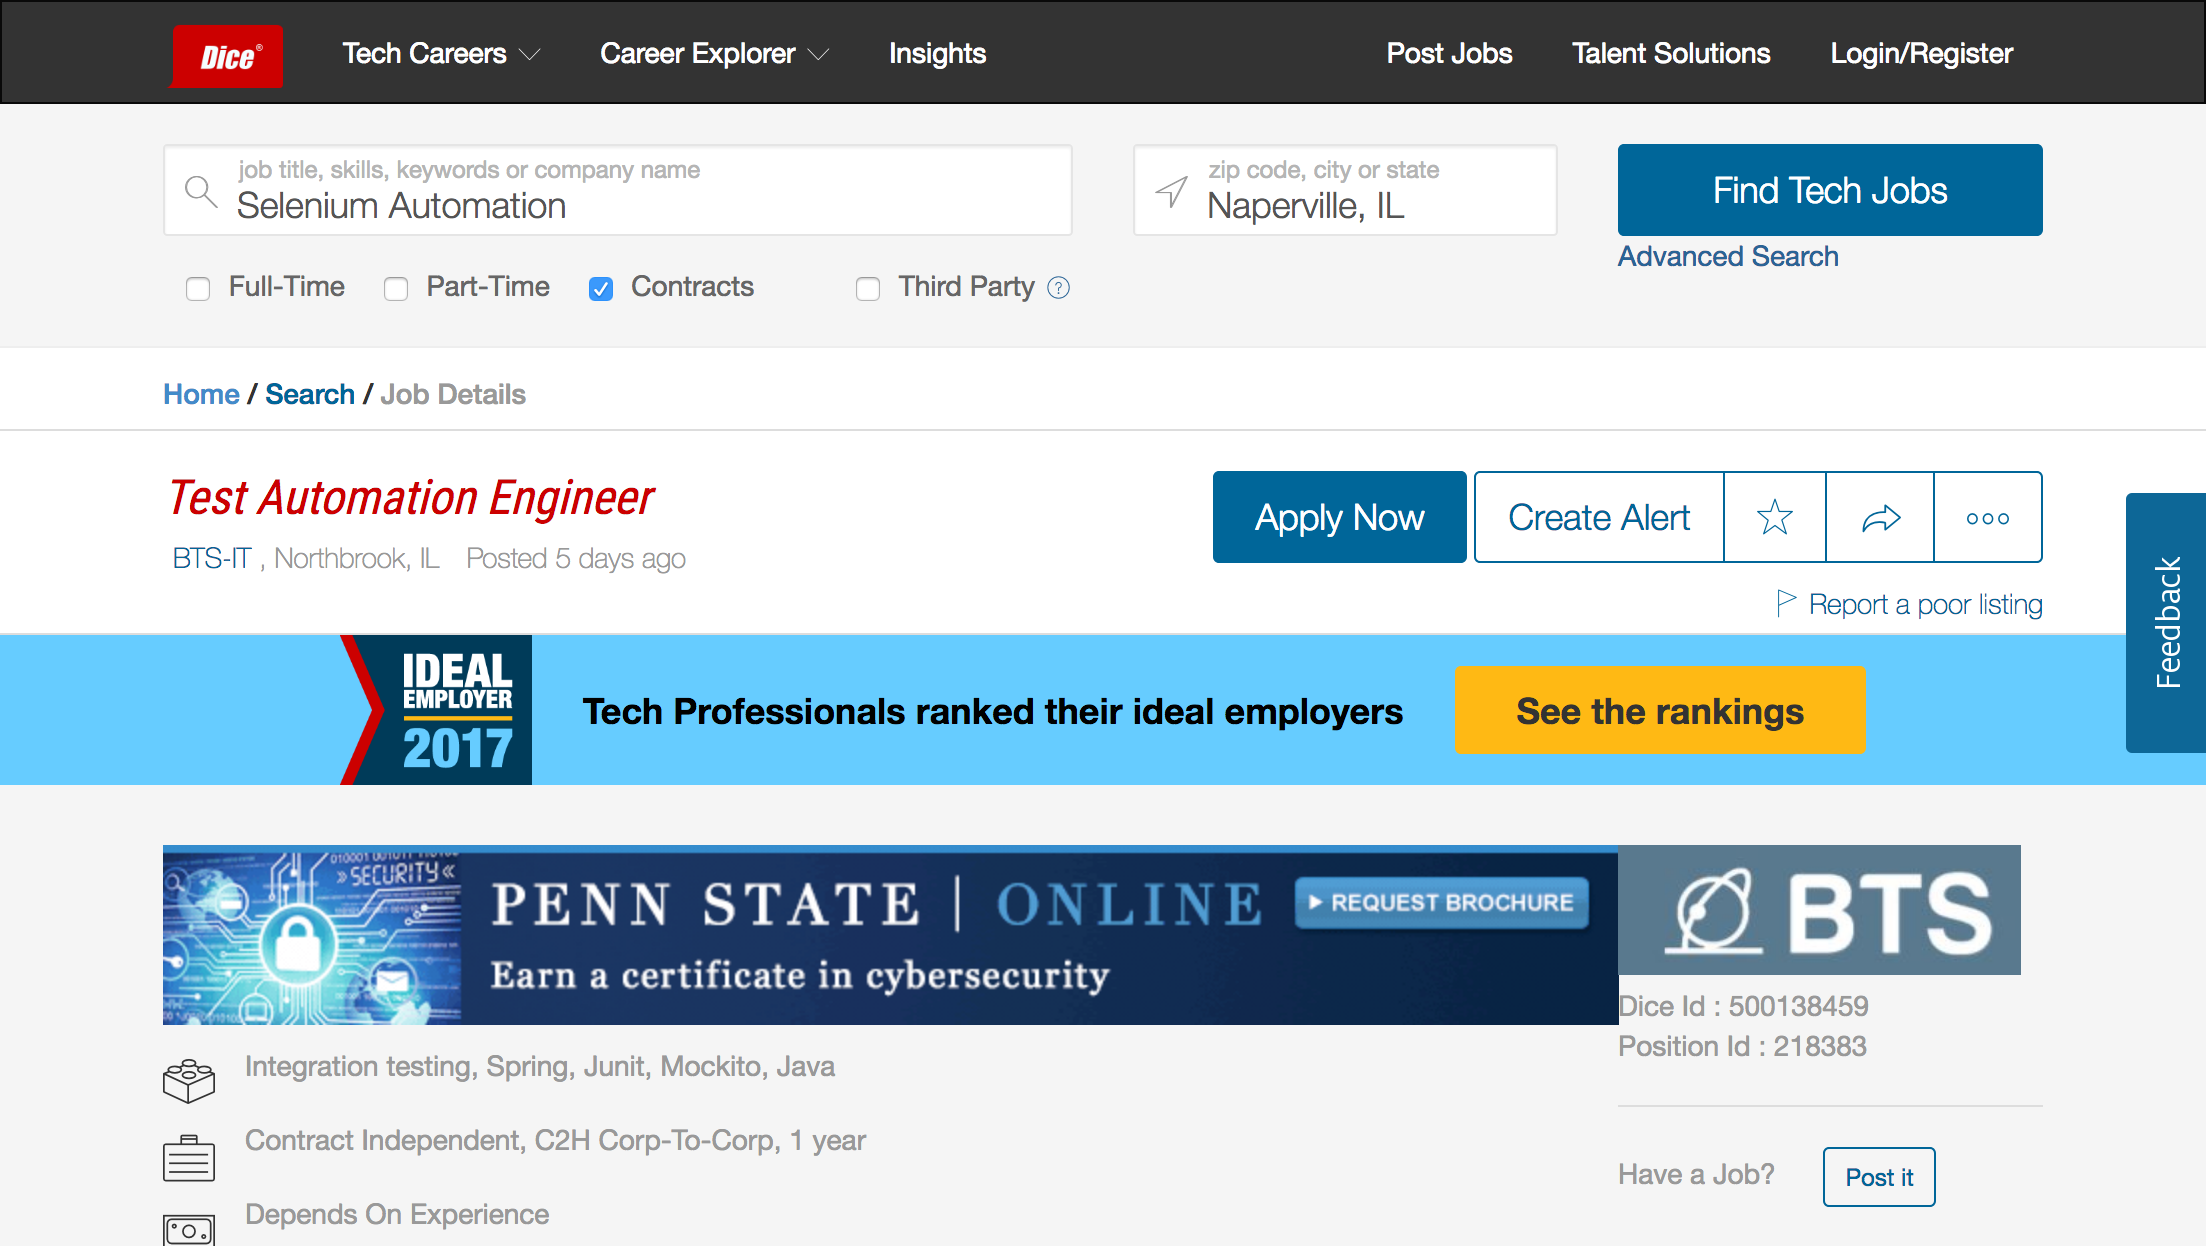 Dice®
Tech Careers
Career Explorer
Insights
Post Jobs
Talent Solutions
Login/Register
job title, skills, keywords or company name
Selenium Automation
zip code, city or state
Naperville, IL
Find Tech Jobs
Advanced Search
Full-Time
Part-Time
Contracts
Third Party ?
Home / Search / Job Details
Test Automation Engineer
BTS-IT , Northbrook, IL Posted 5 days ago
Apply Now
Create Alert
Report a poor listing
Feedback
IDEAL
EMPLOYER
2017
Tech Professionals ranked their ideal employers
See the rankings
»SECURITY«
PENN STATE | ONLINE
REQUEST BROCHURE
Earn a certificate in cybersecurity
BTS
Dice Id : 500138459
Position Id : 218383
Integration testing, Spring, Junit, Mockito, Java
Contract Independent, C2H Corp-To-Corp, 1 year
Depends On Experience
Have a Job?
Post it